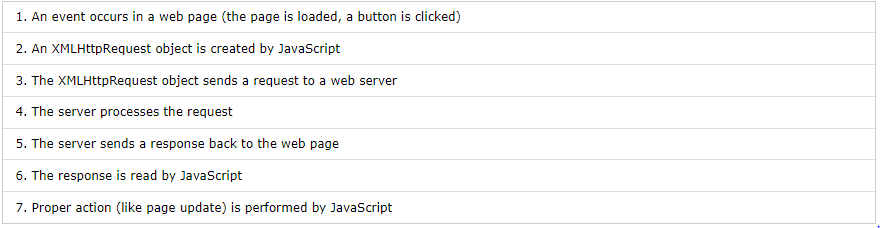 1. An event occurs in a web page (the page is loaded, a button is clicked)
2. An XMLHttpRequest object is created by JavaScript
3. The XMLHttpRequest object sends a request to a web server
4. The server processes the request
5. The server sends a response back to the web page
6. The response is read by JavaScript
7. Proper action (like page update) is performed by JavaScript